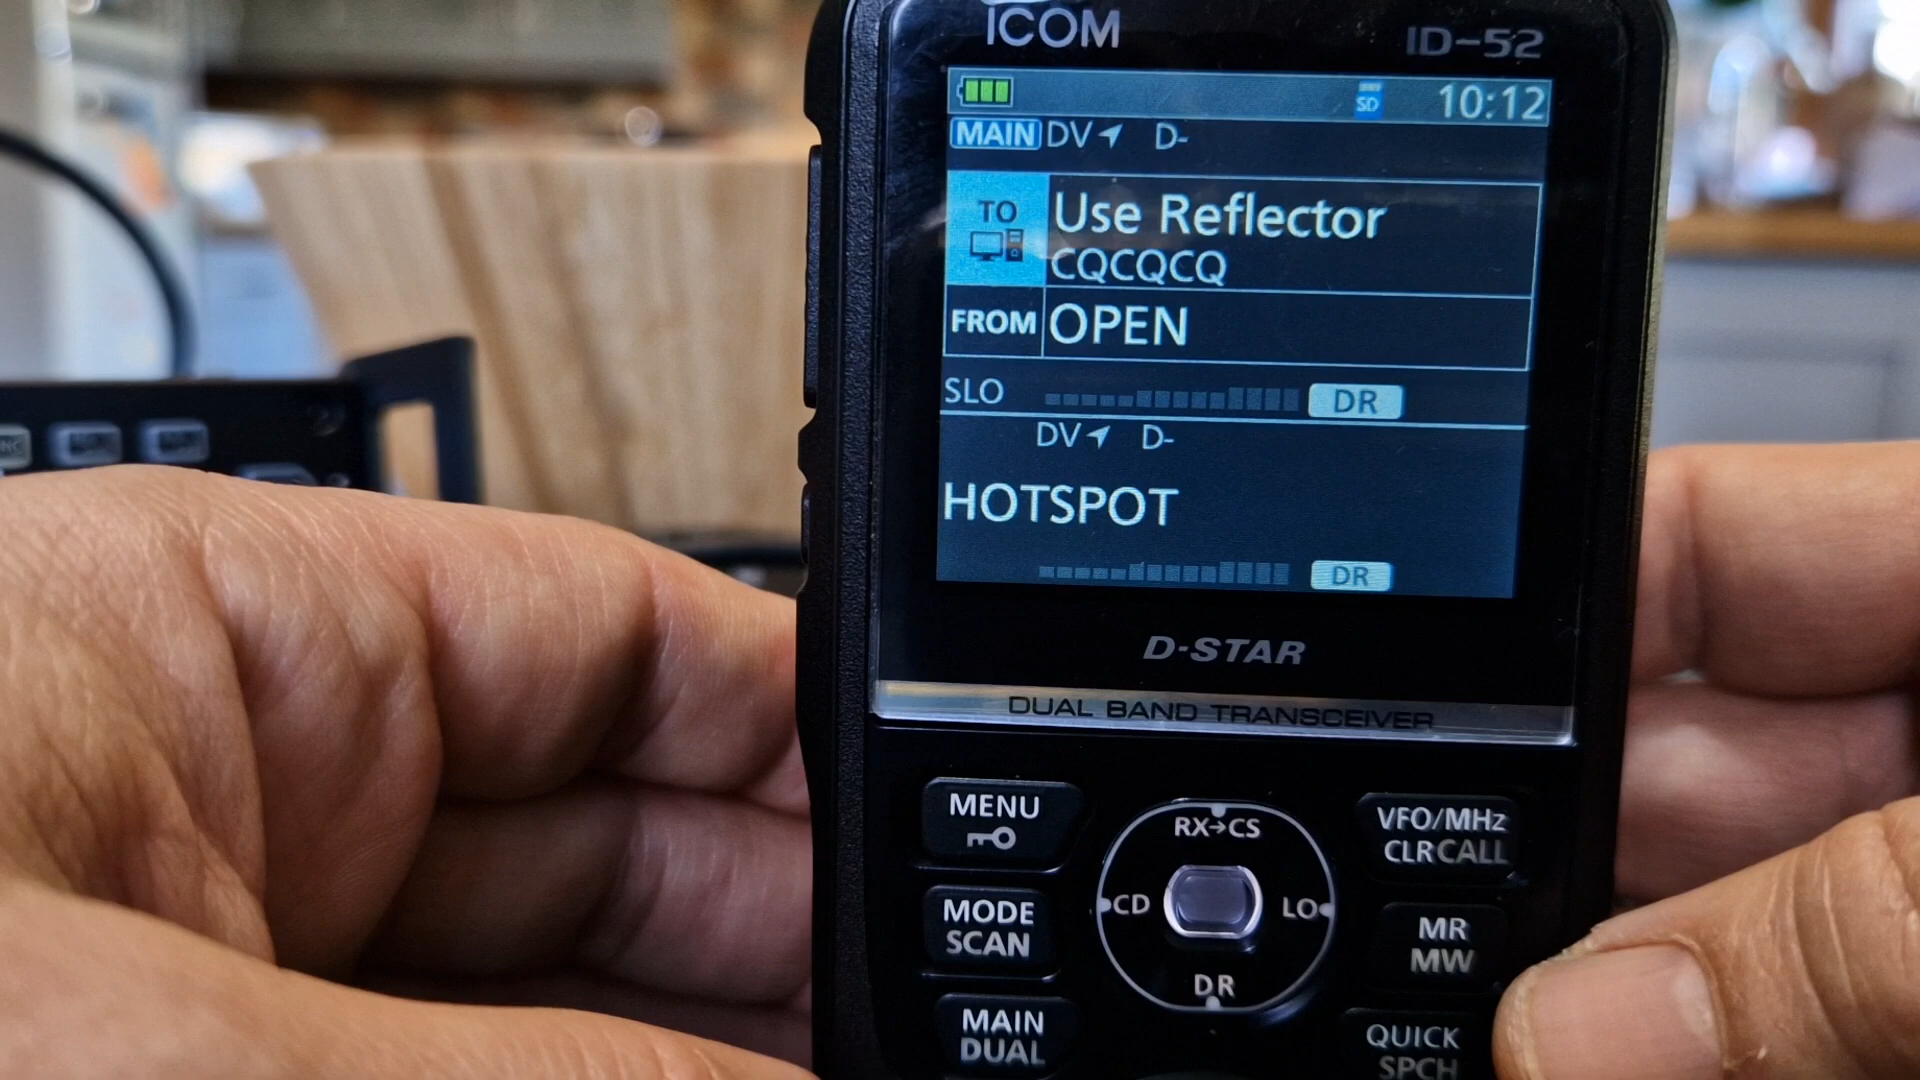 ICOM ID-52
SD 10:12
MAIN DV D-
TO Use Reflector
CQCQCQ
FROM OPEN
SLO DR
DV D-
HOTSPOT
DR
D-STAR
DUAL BAND TRANSCEIVER
MENU
RX→CS
VFO/MHz
CLR CALL
MODE
SCAN
CD
LO
MR
MW
DR
MAIN
DUAL
QUICK
SPCH